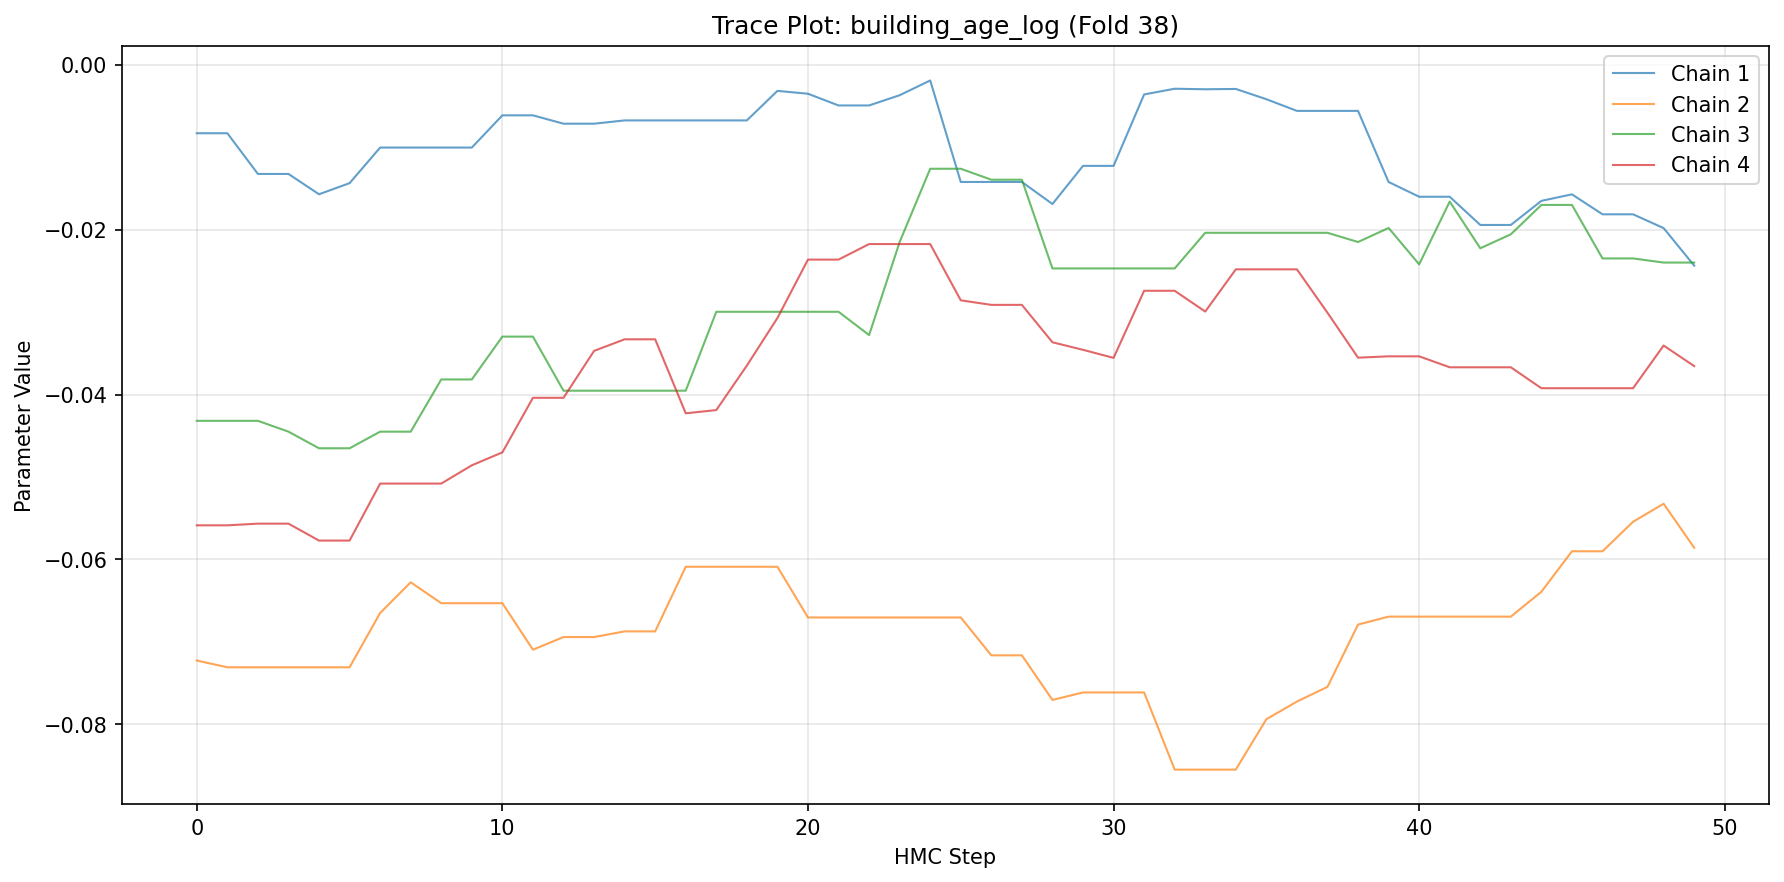 Trace Plot: building_age_log (Fold 38)
Chain 1
Chain 2
Chain 3
Chain 4
Parameter Value
0.00
−0.02
−0.04
−0.06
−0.08
0 10 20 30 40 50
HMC Step